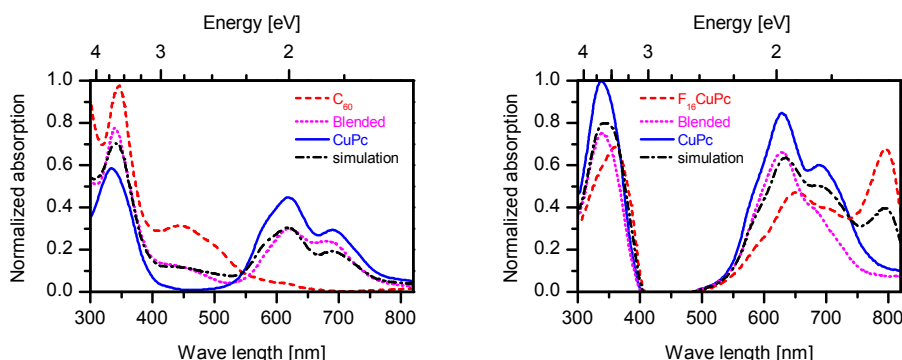 Energy [eV]
4 3 2
Normalized absorption
1.0
0.8
0.6
0.4
0.2
0.0
C60
Blended
CuPc
simulation
300 400 500 600 700 800
Wave length [nm]
Energy [eV]
4 3 2
Normalized absorption
1.0
0.8
0.6
0.4
0.2
0.0
F16CuPc
Blended
CuPc
simulation
300 400 500 600 700 800
Wave length [nm]